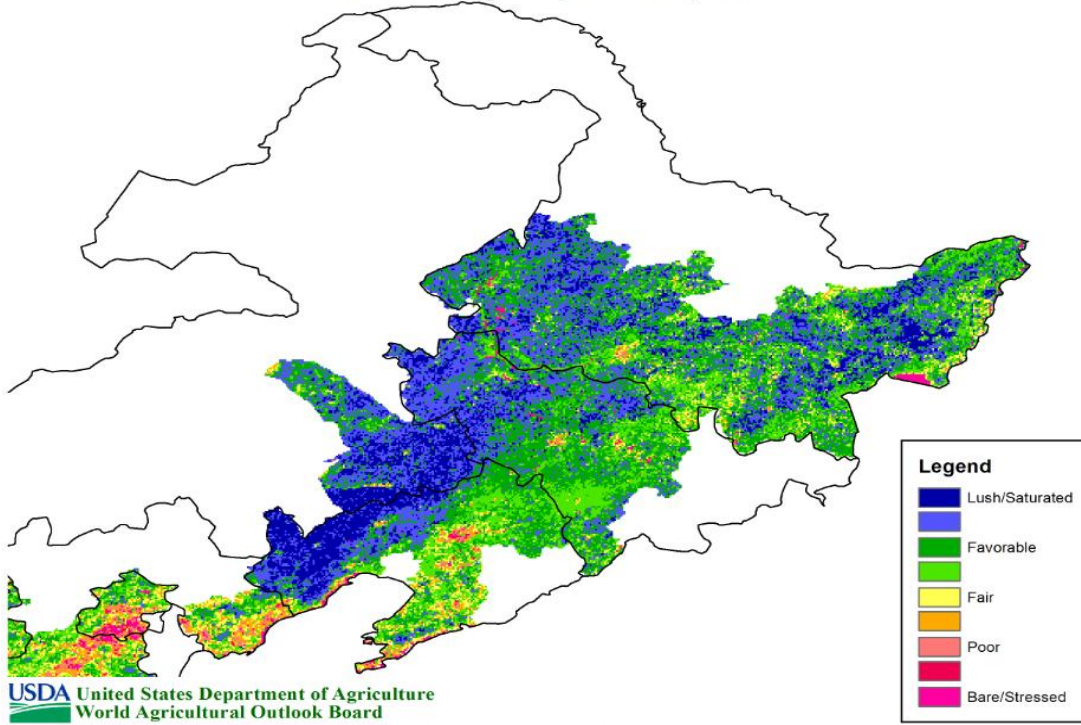 Legend
Lush/Saturated
Favorable
Fair
Poor
Bare/Stressed
USDA United States Department of Agriculture
World Agricultural Outlook Board